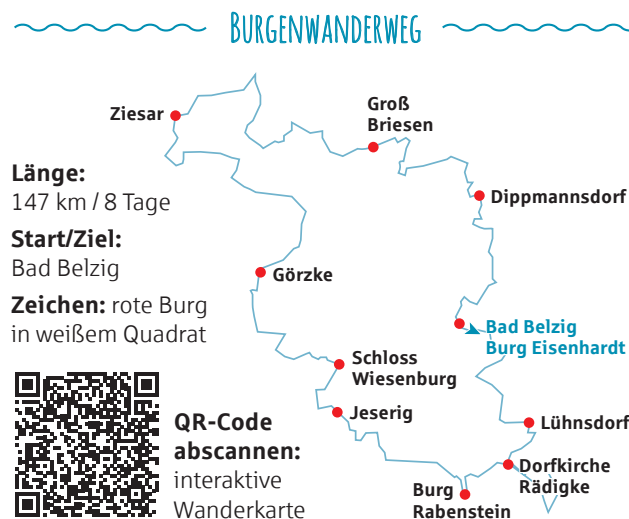 BURGENWANDERWEG
Ziesar
Groß
Briesen
Länge:
147 km / 8 Tage
Dippmannsdorf
Start/Ziel:
Bad Belzig
Görzke
Zeichen: rote Burg
in weißem Quadrat
Bad Belzig
Burg Eisenhardt
Schloss
Wiesenburg
Jeserig
Lühnsdorf
QR-Code
abscannen:
interaktive
Wanderkarte
Dorfkirche
Rädigke
Burg
Rabenstein